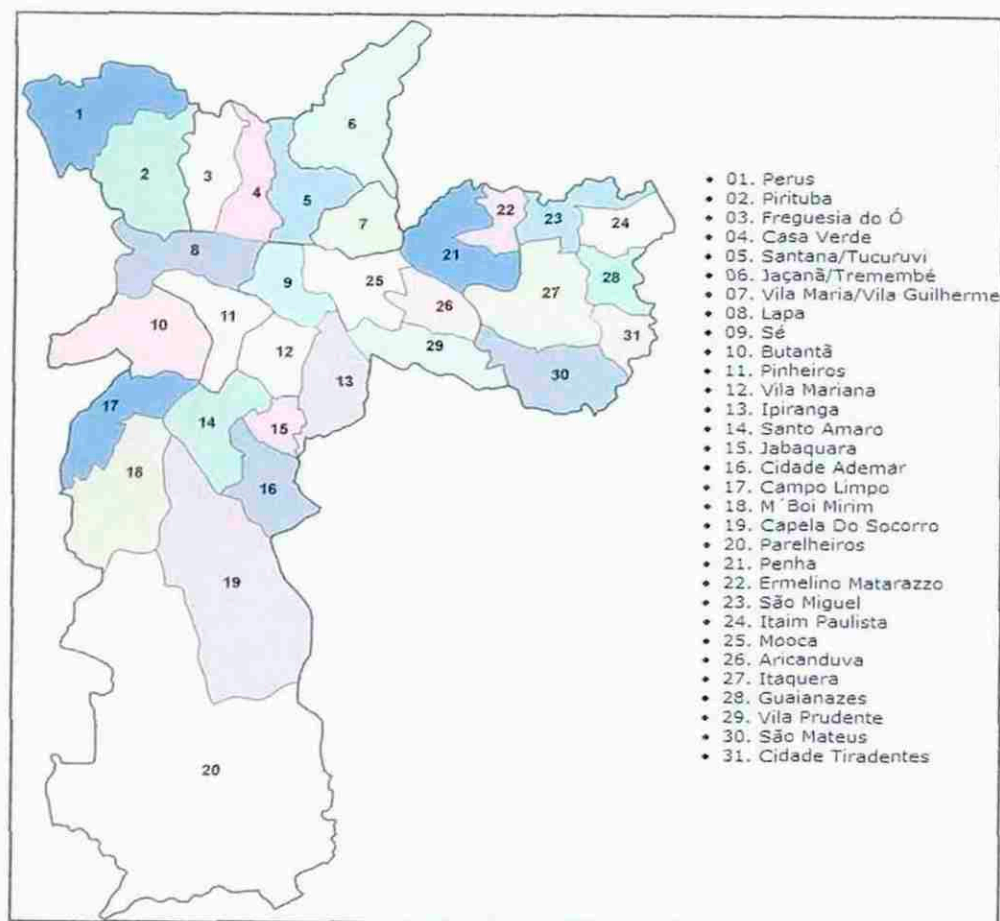 1
6
2
3
4
5
7
22
23
24
8
21
25
9
28
27
26
10
11
31
12
29
13
30
17
14
15
18
16
19
20
• 01. Perus
• 02. Pirituba
• 03. Freguesia do Ó
• 04. Casa Verde
• 05. Santana/Tucuruvi
• 06. Jaçanã/Tremembé
• 07. Vila Maria/Vila Guilherme
• 08. Lapa
• 09. Sé
• 10. Butantã
• 11. Pinheiros
• 12. Vila Mariana
• 13. Ipiranga
• 14. Santo Amaro
• 15. Jabaquara
• 16. Cidade Ademar
• 17. Campo Limpo
• 18. M´Boi Mirim
• 19. Capela Do Socorro
• 20. Parelheiros
• 21. Penha
• 22. Ermelino Matarazzo
• 23. São Miguel
• 24. Itaim Paulista
• 25. Mooca
• 26. Aricanduva
• 27. Itaquera
• 28. Guaianazes
• 29. Vila Prudente
• 30. São Mateus
• 31. Cidade Tiradentes